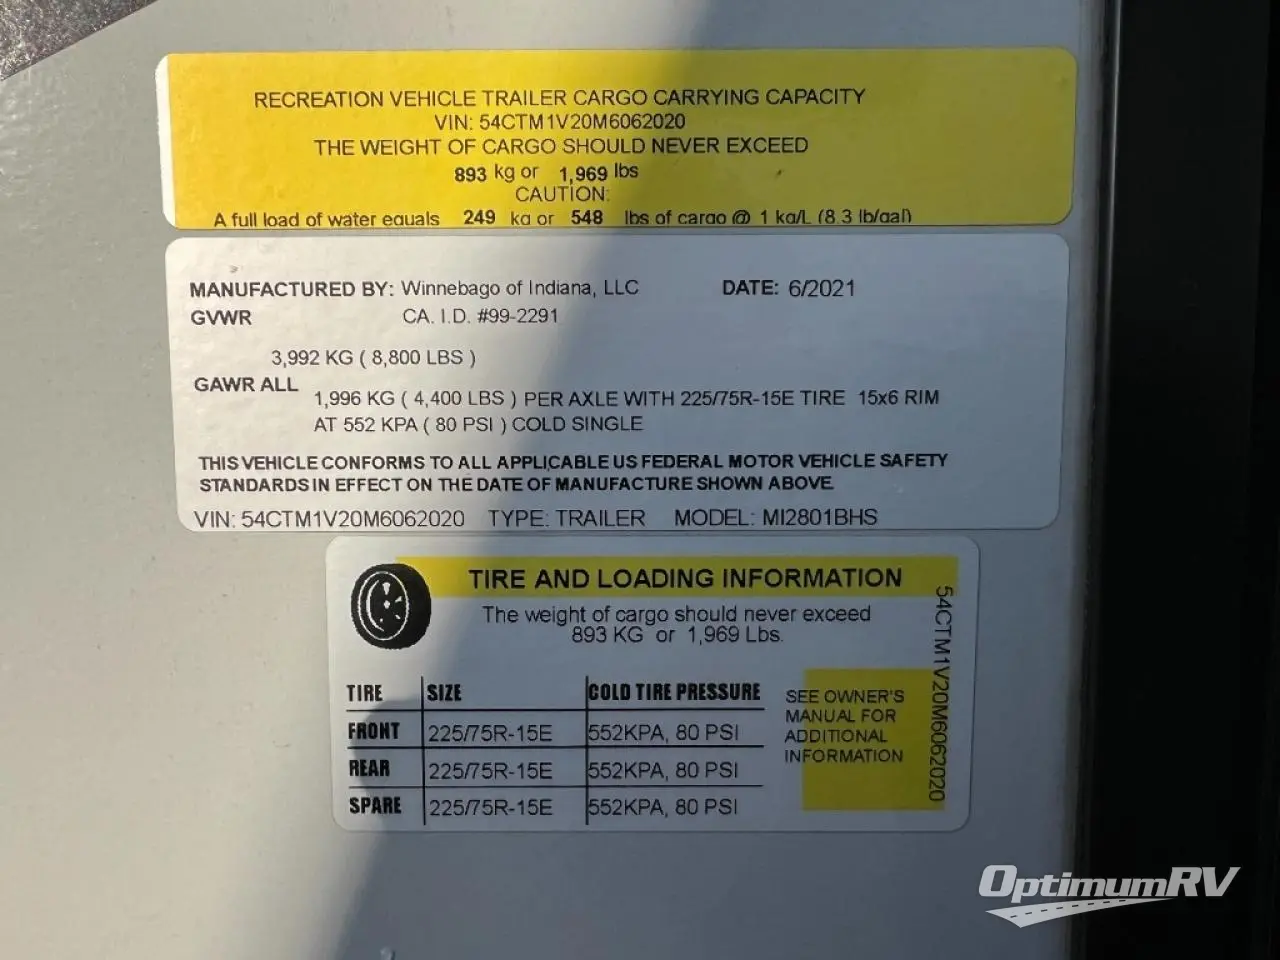 RECREATION VEHICLE TRAILER CARGO CARRYING CAPACITY
VIN: 54CTM1V20M6062020
THE WEIGHT OF CARGO SHOULD NEVER EXCEED
893 kg or 1,969 lbs
CAUTION:
A full load of water equals 249 kg or 548 lbs of cargo @ 1 kg/L (8.3 lb/gal)
MANUFACTURED BY: Winnebago of Indiana, LLC DATE: 6/2021
GVWR CA. I.D. #99-2291
3,992 KG ( 8,800 LBS )
GAWR ALL
1,996 KG ( 4,400 LBS ) PER AXLE WITH 225/75R-15E TIRE 15x6 RIM
AT 552 KPA ( 80 PSI ) COLD SINGLE
THIS VEHICLE CONFORMS TO ALL APPLICABLE US FEDERAL MOTOR VEHICLE SAFETY
STANDARDS IN EFFECT ON THE DATE OF MANUFACTURE SHOWN ABOVE.
VIN: 54CTM1V20M6062020 TYPE: TRAILER MODEL: MI2801BHS
TIRE AND LOADING INFORMATION
The weight of cargo should never exceed
893 KG or 1,969 Lbs.
TIRE SIZE COLD TIRE PRESSURE
FRONT 225/75R-15E 552KPA, 80 PSI
REAR 225/75R-15E 552KPA, 80 PSI
SPARE 225/75R-15E 552KPA, 80 PSI
SEE OWNER'S
MANUAL FOR
ADDITIONAL
INFORMATION
54CTM1V20M6062020
OptimumRV